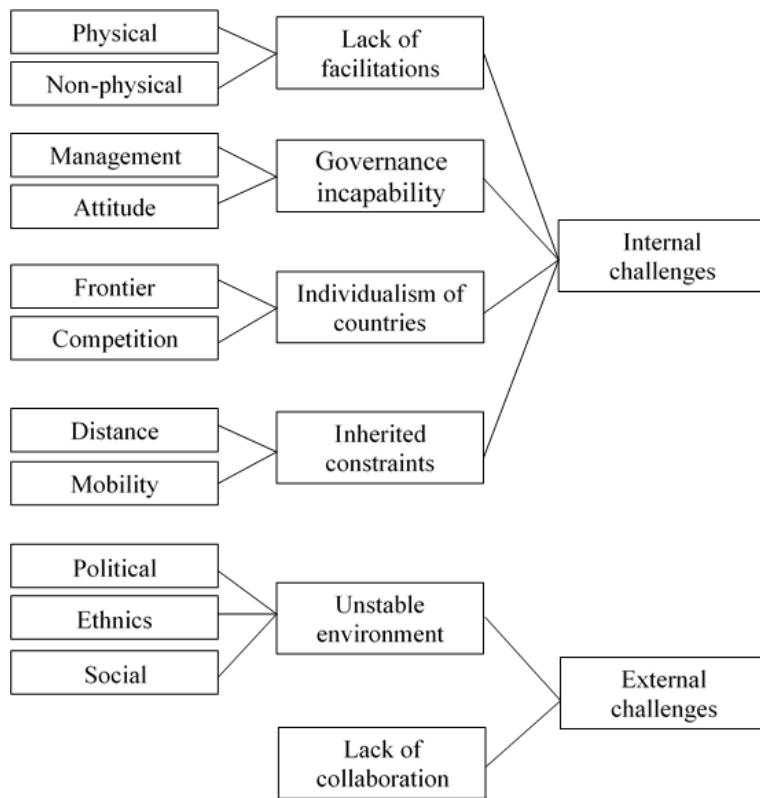 Physical
Non-physical
Lack of
facilitations
Management
Attitude
Governance
incapability
Internal
challenges
Frontier
Competition
Individualism of
countries
Distance
Mobility
Inherited
constraints
Political
Ethnics
Social
Unstable
environment
External
challenges
Lack of
collaboration